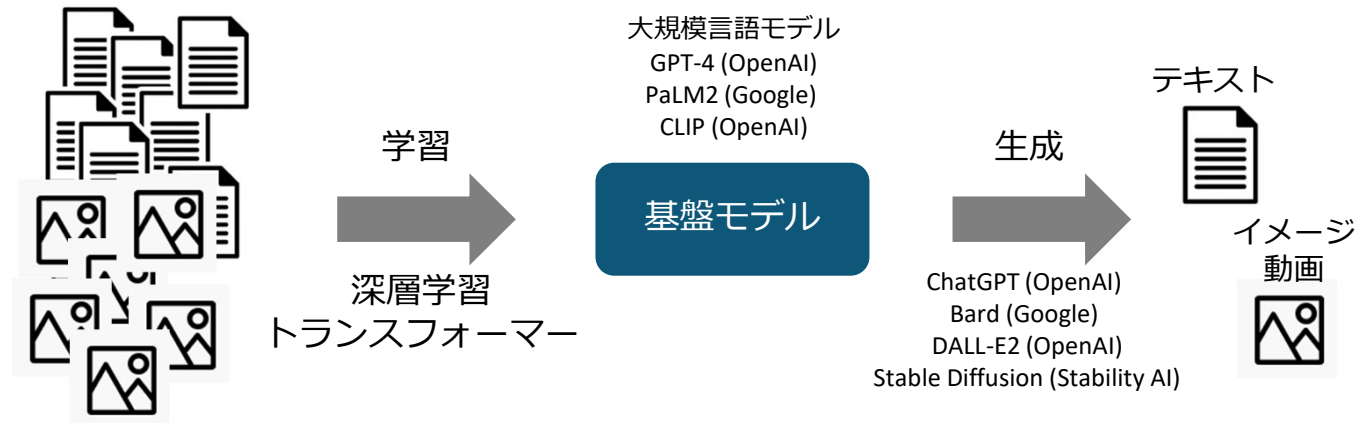 学習
深層学習
トランスフォーマー
大規模言語モデル
GPT-4 (OpenAI)
PaLM2 (Google)
CLIP (OpenAI)
基盤モデル
生成
ChatGPT (OpenAI)
Bard (Google)
DALL-E2 (OpenAI)
Stable Diffusion (Stability AI)
テキスト
イメージ
動画